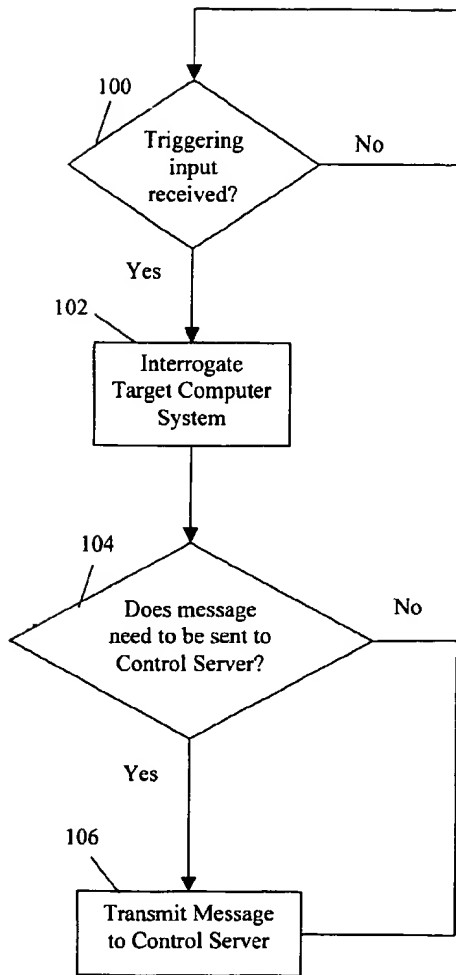 100
Triggering
input
received?
No
Yes
102
Interrogate
Target Computer
System
104
Does message
need to be sent to
Control Server?
No
Yes
106
Transmit Message
to Control Server